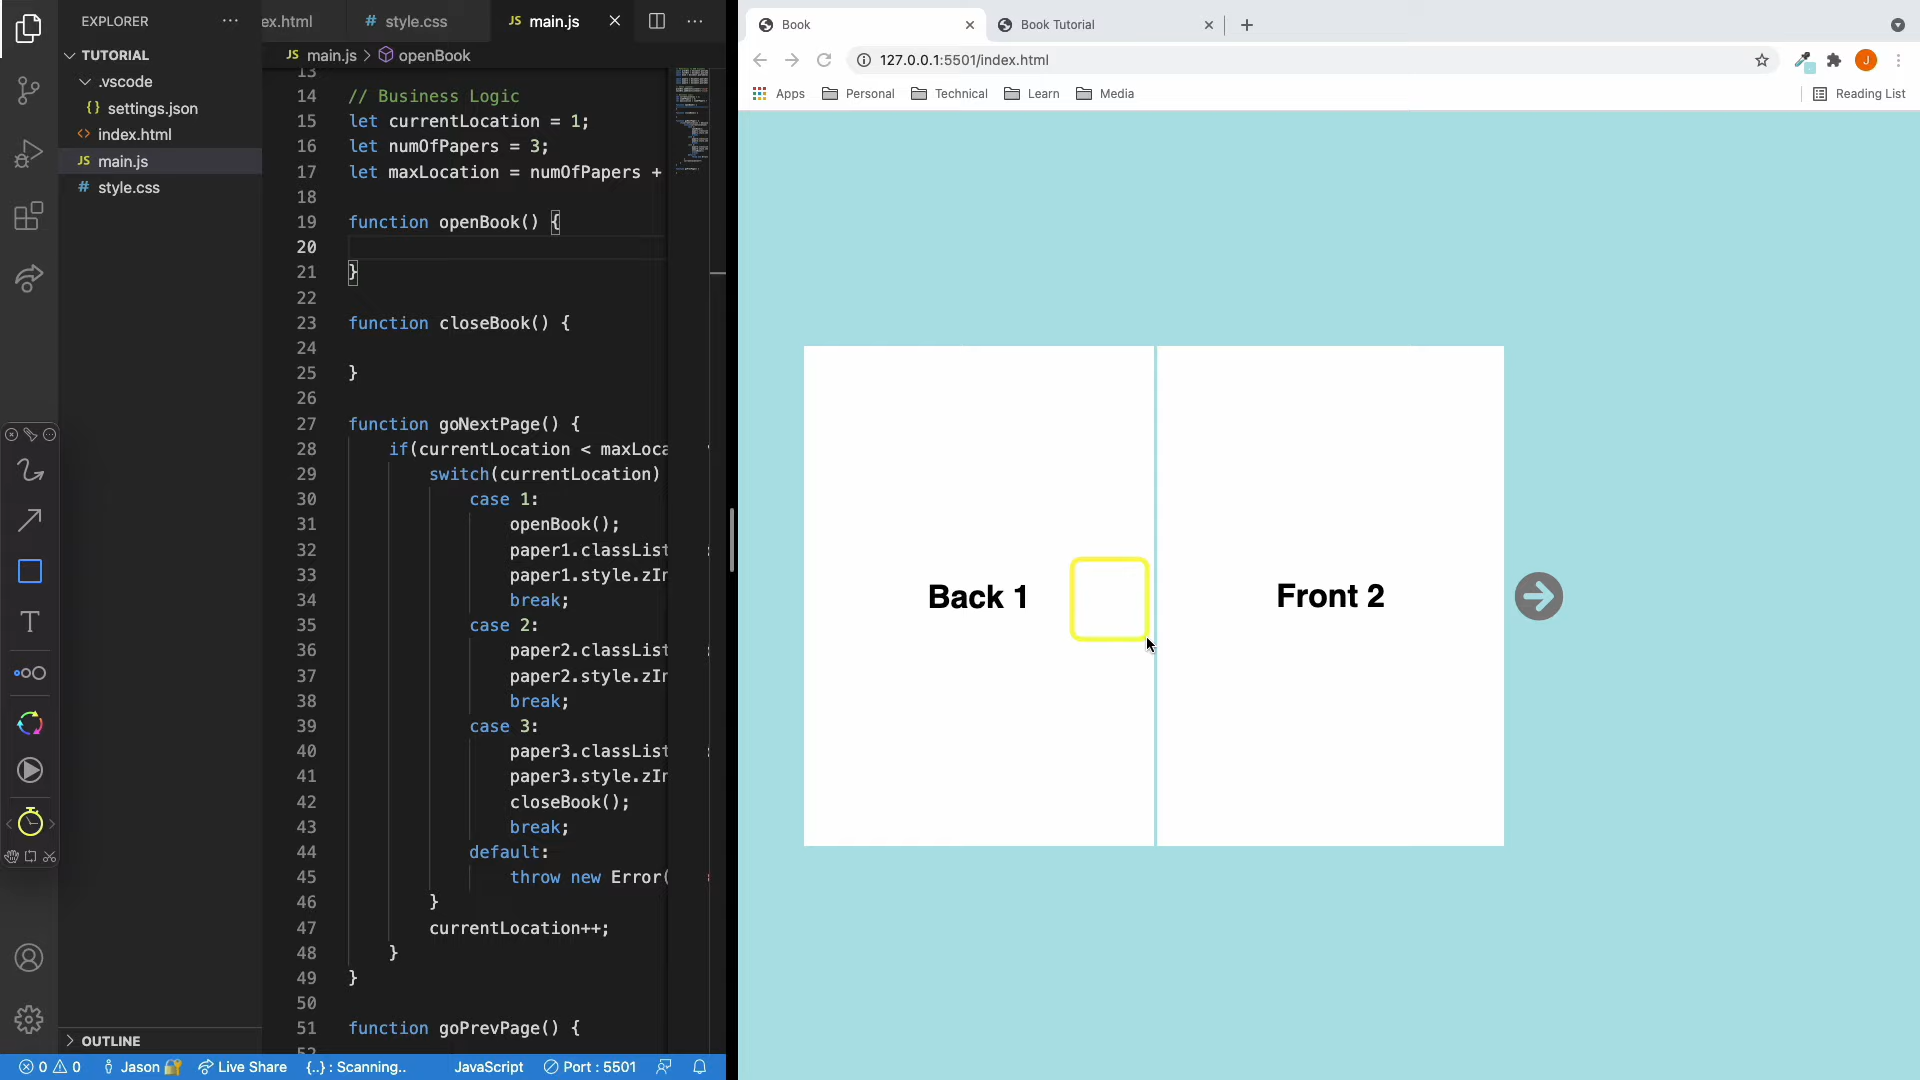 EXPLORER
TUTORIAL
.vscode
settings.json
index.html
JS main.js
# style.css
OUTLINE
ex.html
# style.css
JS main.js
JS main.js > openBook
13
14 // Business Logic
15 let currentLocation = 1;
16 let numOfPapers = 3;
17 let maxLocation = numOfPapers +
18
19 function openBook() {
20
21 }
22
23 function closeBook() {
24
25 }
26
27 function goNextPage() {
28 if(currentLocation < maxLoca
29 switch(currentLocation)
30 case 1:
31 openBook();
32 paper1.classList
33 paper1.style.zIn
34 break;
35 case 2:
36 paper2.classList
37 paper2.style.zIn
38 break;
39 case 3:
40 paper3.classList
41 paper3.style.zIn
42 closeBook();
43 break;
44 default:
45 throw new Error(
46 }
47 currentLocation++;
48 }
49 }
50
51 function goPrevPage() {
52
0 0 Jason Live Share {..} : Scanning.. JavaScript Port : 5501
Book
Book Tutorial
127.0.0.1:5501/index.html
J
Apps Personal Technical Learn Media Reading List
Back 1
Front 2